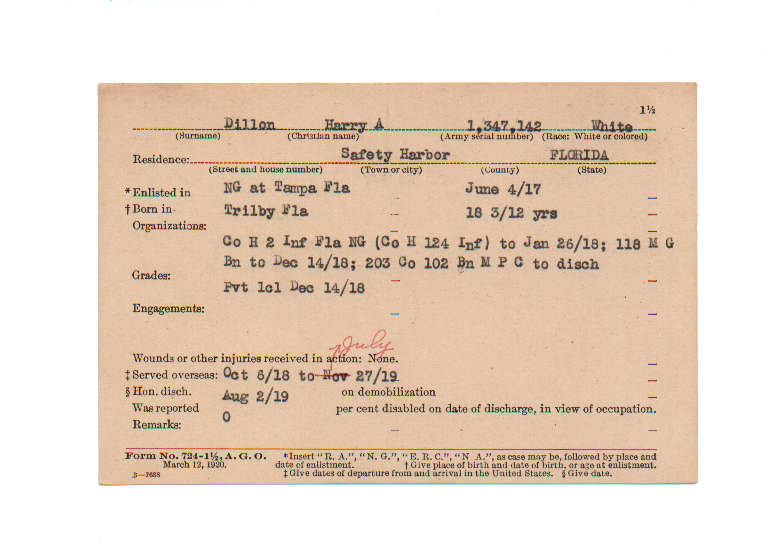 1½
Dillon Harry A 1,347,142 White
(Surname) (Christian name) (Army serial number) (Race: White or colored)
Residence: Safety Harbor FLORIDA
(Street and house number) (Town or city) (County) (State)
*Enlisted in NG at Tampa Fla June 4/17
†Born in Trilby Fla 18 3/12 yrs
Organizations:
Co H 2 Inf Fla NG (Co H 124 Inf) to Jan 26/18; 118 M G
Bn to Dec 14/18; 203 Co 102 Bn M P C to disch
Grades:
Pvt 1cl Dec 14/18
Engagements:
July
Wounds or other injuries received in action: None.
‡Served overseas: Oct 6/18 to Nov 27/19
§Hon. disch. Aug 2/19 on demobilization
Was reported 0 per cent disabled on date of discharge, in view of occupation.
Remarks:
Form No. 724-1½, A. G. O. *Insert "R. A.", "N. G.", "E. R. C.", "N A.", as case may be, followed by place and
March 12, 1920. date of enlistment. †Give place of birth and date of birth, or age at enlistment.
3—7688 ‡Give dates of departure from and arrival in the United States. §Give date.